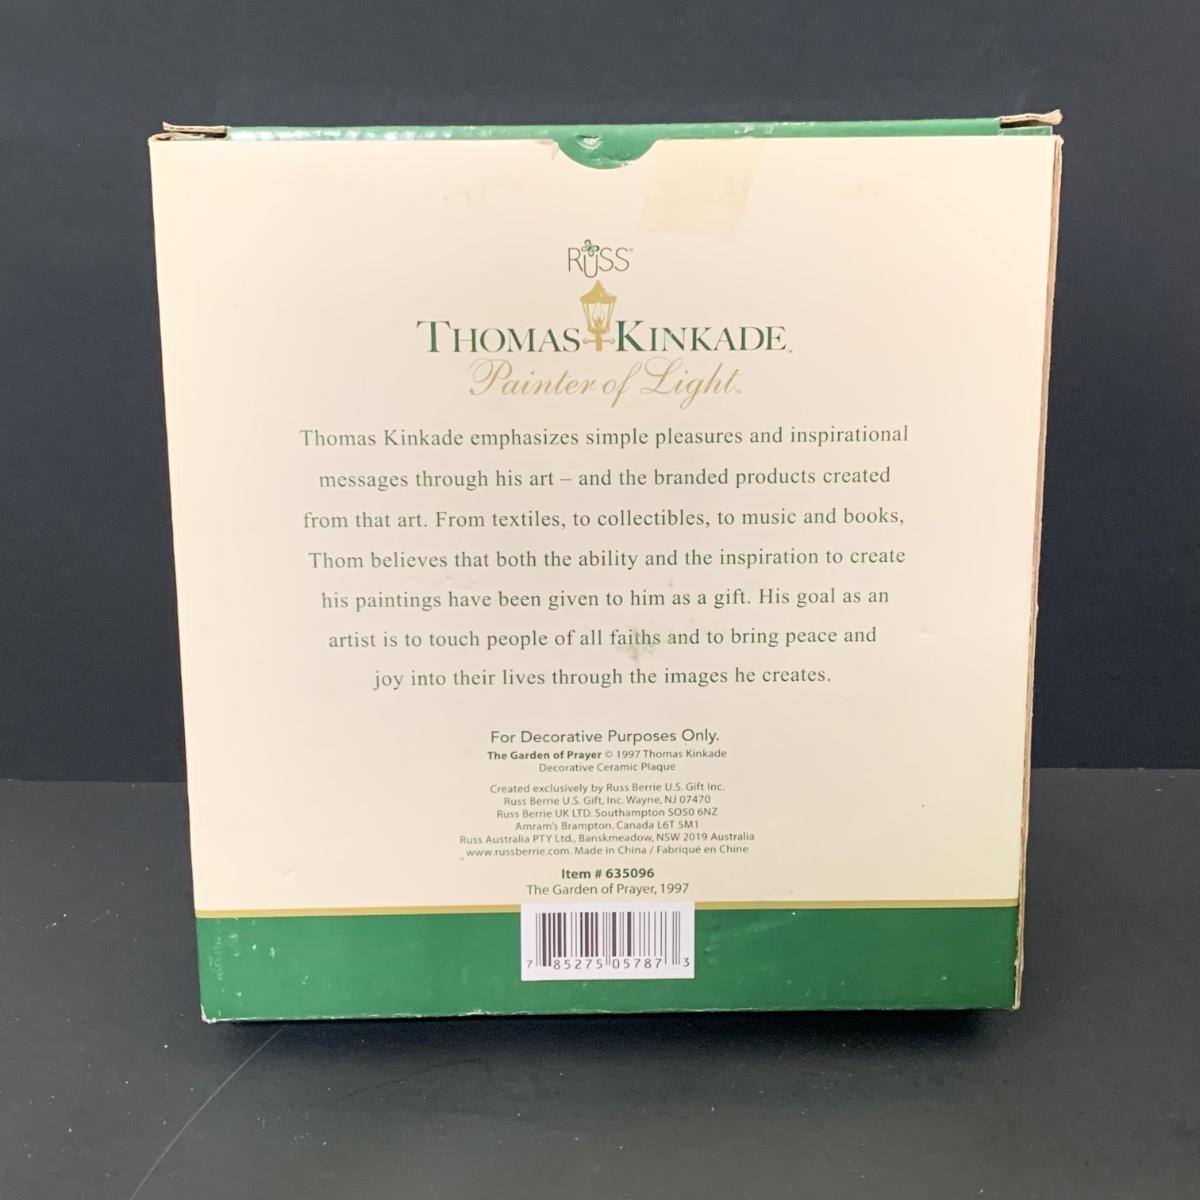 RUSS®
THOMAS KINKADE™
Painter of Light™
Thomas Kinkade emphasizes simple pleasures and inspirational
messages through his art – and the branded products created
from that art. From textiles, to collectibles, to music and books,
Thom believes that both the ability and the inspiration to create
his paintings have been given to him as a gift. His goal as an
artist is to touch people of all faiths and to bring peace and
joy into their lives through the images he creates.
For Decorative Purposes Only.
The Garden of Prayer © 1997 Thomas Kinkade
Decorative Ceramic Plaque
Created exclusively by Russ Berrie U.S. Gift Inc.
Russ Berrie U.S. Gift, Inc. Wayne, NJ 07470
Russ Berrie UK LTD. Southampton SO50 6NZ
Amram's Brampton, Canada L6T 5M1
Russ Australia PTY Ltd., Banskmeadow, NSW 2019 Australia
www.russberrie.com. Made in China / Fabriqué en Chine
Item # 635096
The Garden of Prayer, 1997
7 85275 05787 3